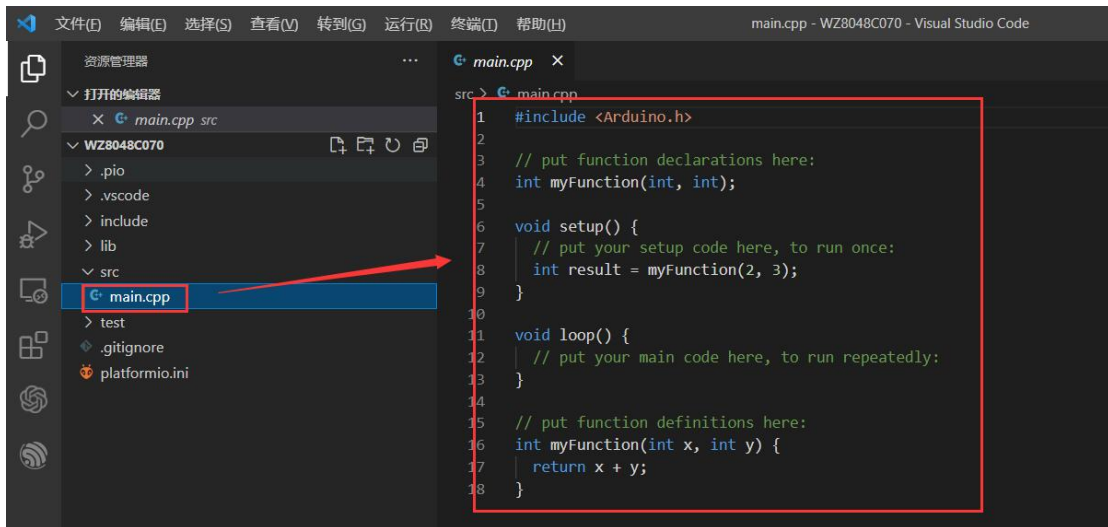 文件(F) 编辑(E) 选择(S) 查看(V) 转到(G) 运行(R) 终端(T) 帮助(H) main.cpp - WZ8048C070 - Visual Studio Code
资源管理器 ...
打开的编辑器
main.cpp src
WZ8048C070
.pio
.vscode
include
lib
src
main.cpp
test
.gitignore
platformio.ini
main.cpp
src > main.cpp
1 #include <Arduino.h>
2
3 // put function declarations here:
4 int myFunction(int, int);
5
6 void setup() {
7 // put your setup code here, to run once:
8 int result = myFunction(2, 3);
9 }
10
11 void loop() {
12 // put your main code here, to run repeatedly:
13 }
14
15 // put function definitions here:
16 int myFunction(int x, int y) {
17 return x + y;
18 }